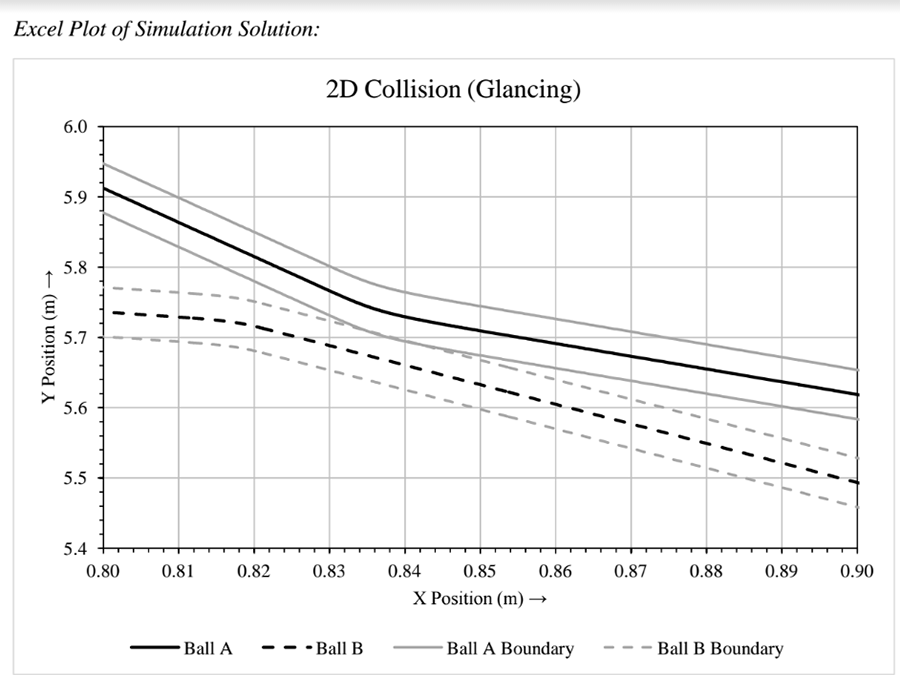 Excel Plot of Simulation Solution:
2D Collision (Glancing)
6.0
5.9
5.8
5.7
5.6
5.5
5.4
Y Position (m) →
0.80 0.81 0.82 0.83 0.84 0.85 0.86 0.87 0.88 0.89 0.90
X Position (m) →
Ball A Ball B Ball A Boundary Ball B Boundary